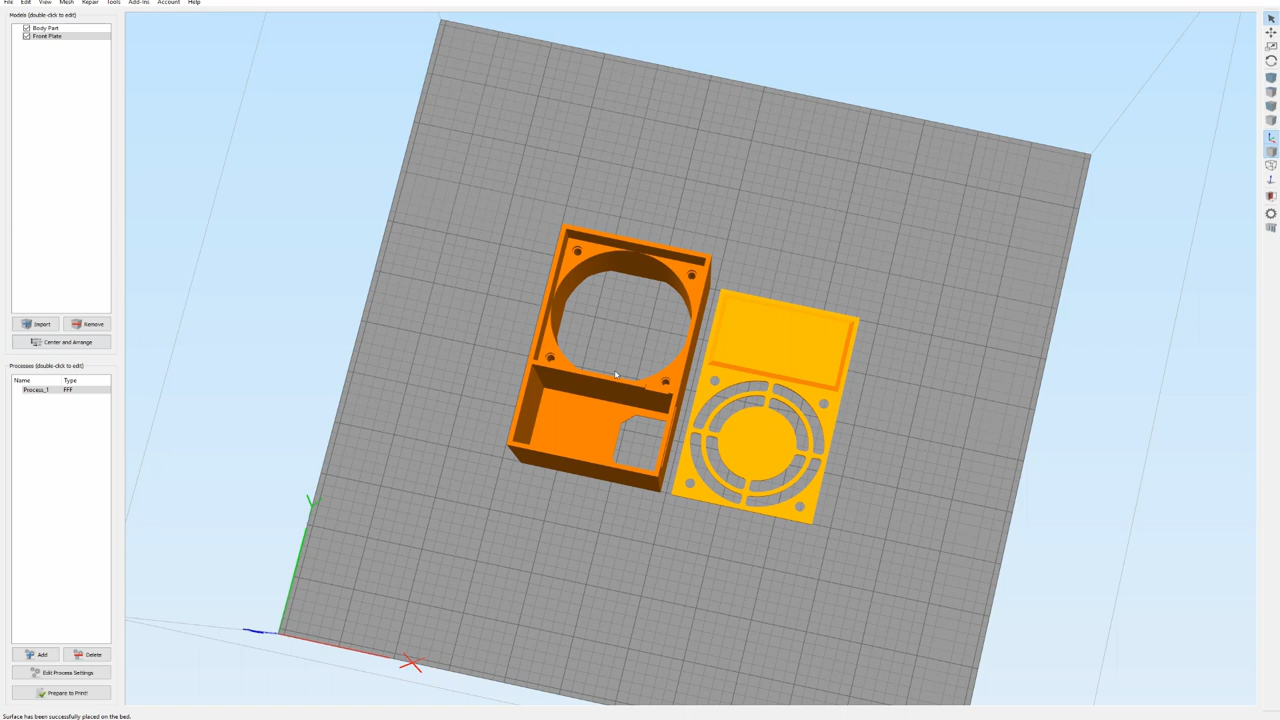 File Edit View Mesh Repair Tools Add-Ins Account Help
Models (double-click to edit)
Body Part
Front Plate
Import Remove
Center and Arrange
Processes (double-click to edit)
Name Type
Process_1 FFF
Add Delete
Edit Process Settings
Prepare to Print!
Surface has been successfully placed on the bed.